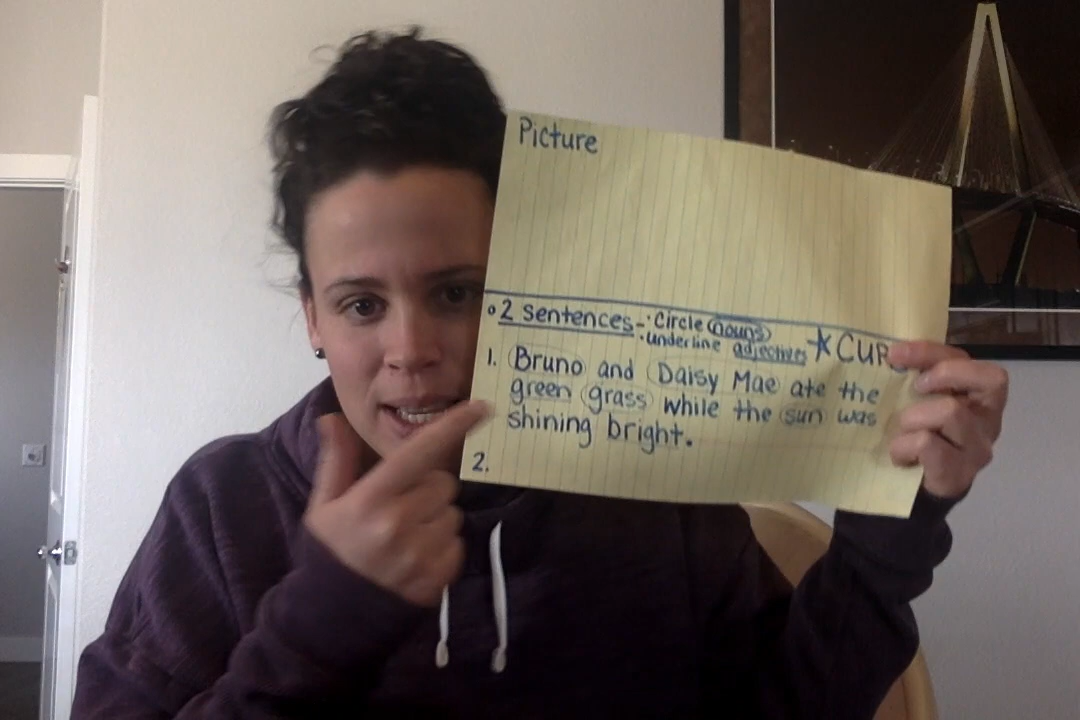 Picture
• 2 sentences - • Circle nouns
• underline adjectives
* CUP
1. Bruno and Daisy Mae ate the
green grass while the sun was
shining bright.
2.